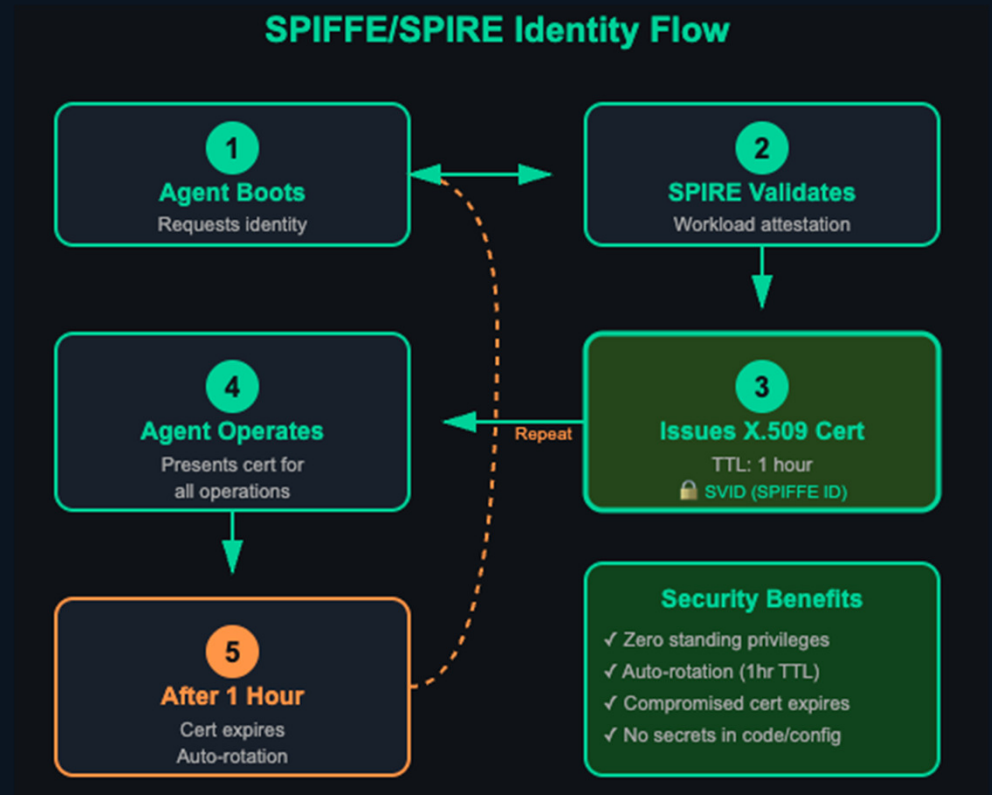 SPIFFE/SPIRE Identity Flow
1
Agent Boots
Requests identity
2
SPIRE Validates
Workload attestation
3
Issues X.509 Cert
TTL: 1 hour
🔒 SVID (SPIFFE ID)
Repeat
4
Agent Operates
Presents cert for
all operations
5
After 1 Hour
Cert expires
Auto-rotation
Security Benefits
✓ Zero standing privileges
✓ Auto-rotation (1hr TTL)
✓ Compromised cert expires
✓ No secrets in code/config